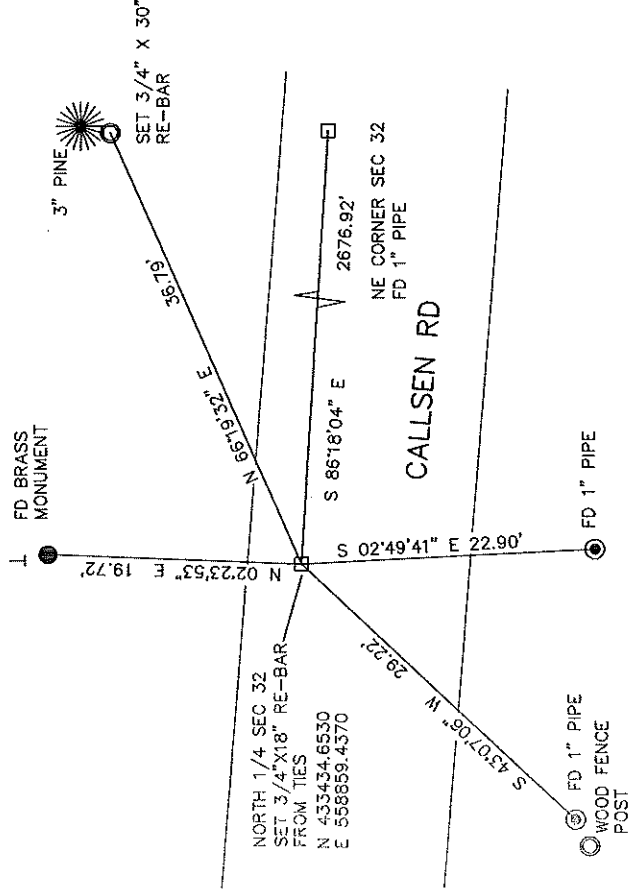 FD BRASS
MONUMENT
3" PINE
SET 3/4" X 30"
RE-BAR
N 02°23'53" E 19.72'
N 66°19'32" E
36.79'
NORTH 1/4 SEC 32
SET 3/4"X18" RE-BAR
FROM TIES
N 433434.6530
E 558859.4370
S 86°18'04" E
2676.92'
NE CORNER SEC 32
FD 1" PIPE
CALLSEN RD
S 02°49'41" E 22.90'
29.22'
S 43°07'06" W
FD 1" PIPE
WOOD FENCE
POST
FD 1" PIPE